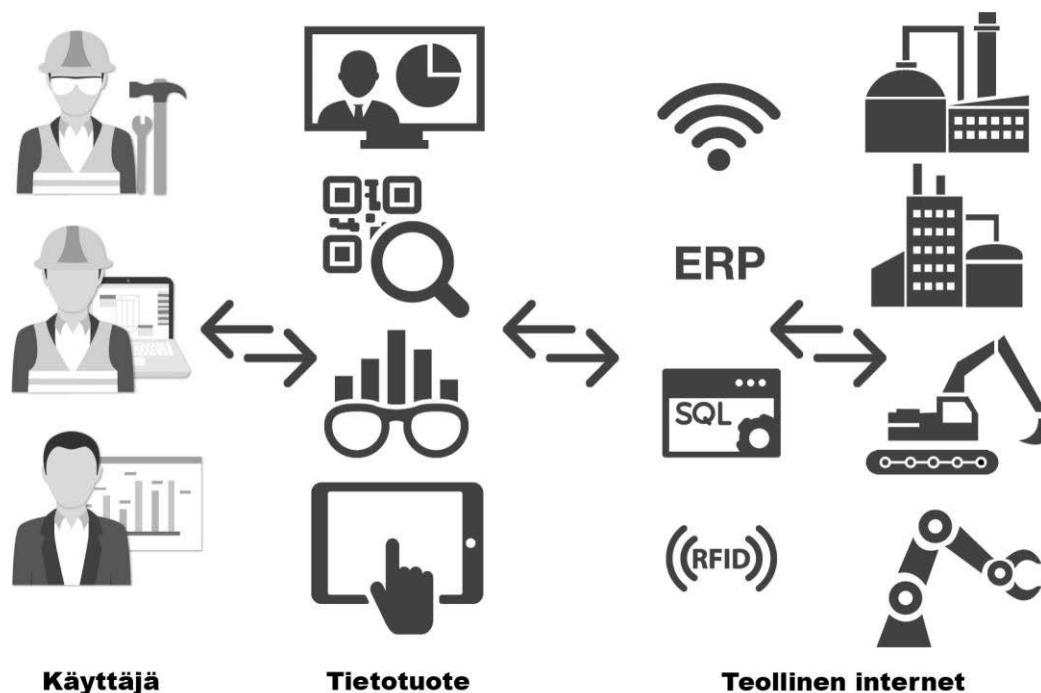 ERP
SQL
RFID
Käyttäjä
Tietotuote
Teollinen internet